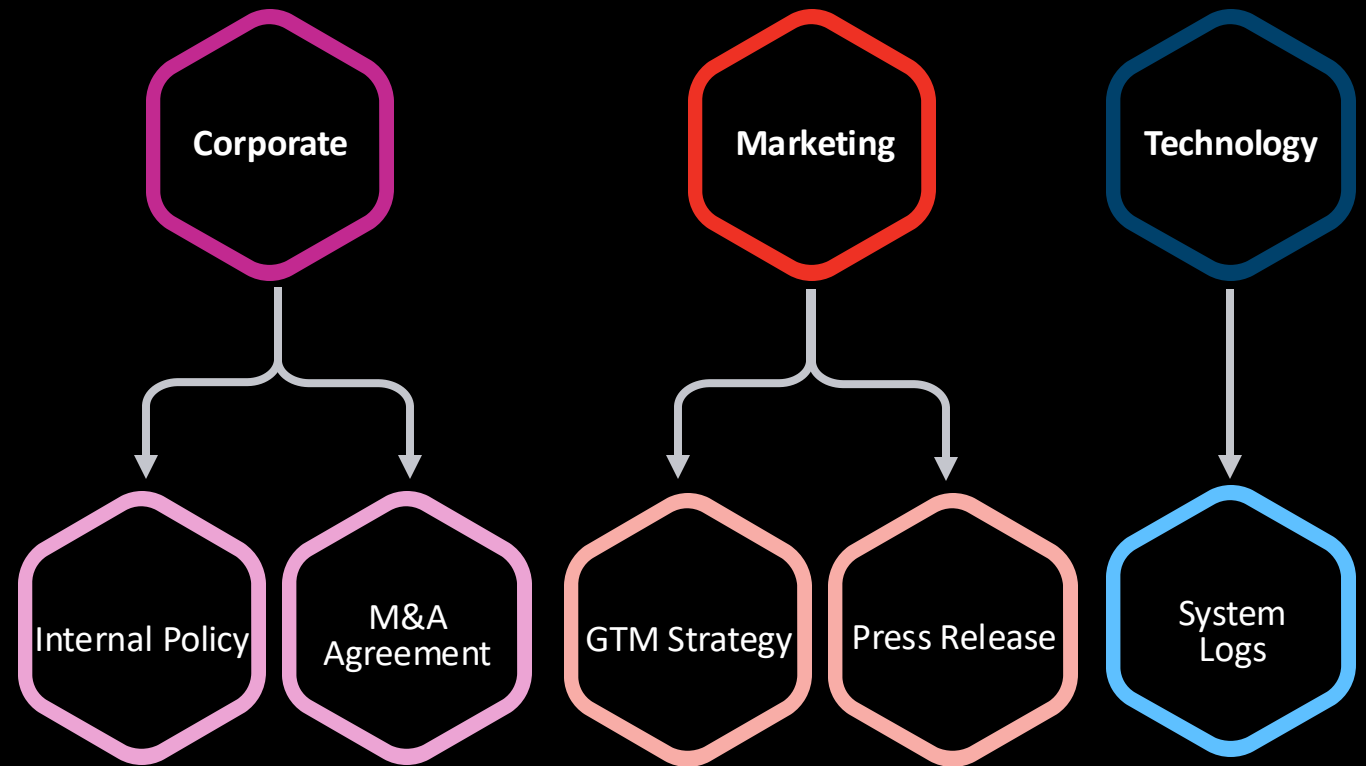 Corporate
Marketing
Technology
Internal Policy
M&A
Agreement
GTM Strategy
Press Release
System
Logs